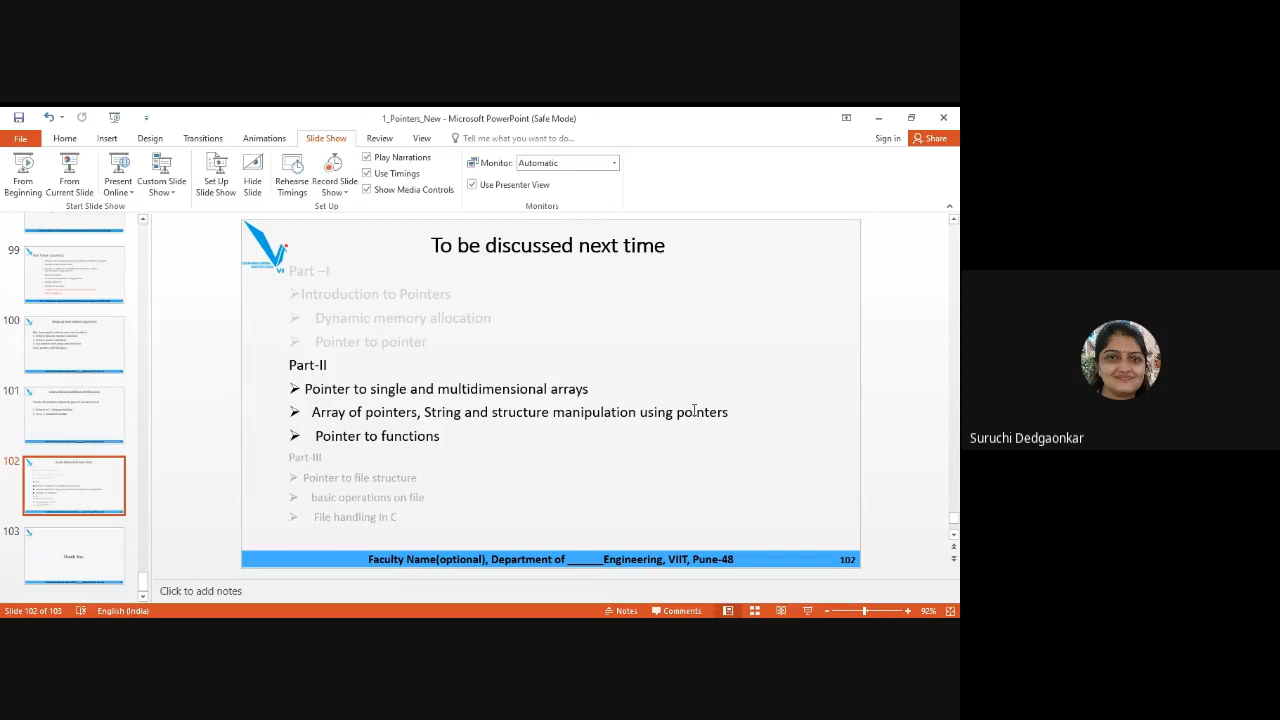 1_Pointers_New - Microsoft PowerPoint (Safe Mode)
File Home Insert Design Transitions Animations Slide Show Review View Tell me what you want to do... Sign in Share
From Beginning
From Current Slide
Present Online
Custom Slide Show
Set Up Slide Show
Hide Slide
Rehearse Timings
Record Slide Show
Play Narrations
Use Timings
Show Media Controls
Monitor: Automatic
Use Presenter View
Start Slide Show
Set Up
Monitors
99
100
101
102
103
Thank You
To be discussed next time
VI
Part –I
Introduction to Pointers
Dynamic memory allocation
Pointer to pointer
Part-II
Pointer to single and multidimensional arrays
Array of pointers, String and structure manipulation using pointers
Pointer to functions
Part-III
Pointer to file structure
basic operations on file
File handling in C
Faculty Name(optional), Department of ______Engineering, VIIT, Pune-48 102
Click to add notes
Slide 102 of 103 English (India) Notes Comments 92%
Suruchi Dedgaonkar